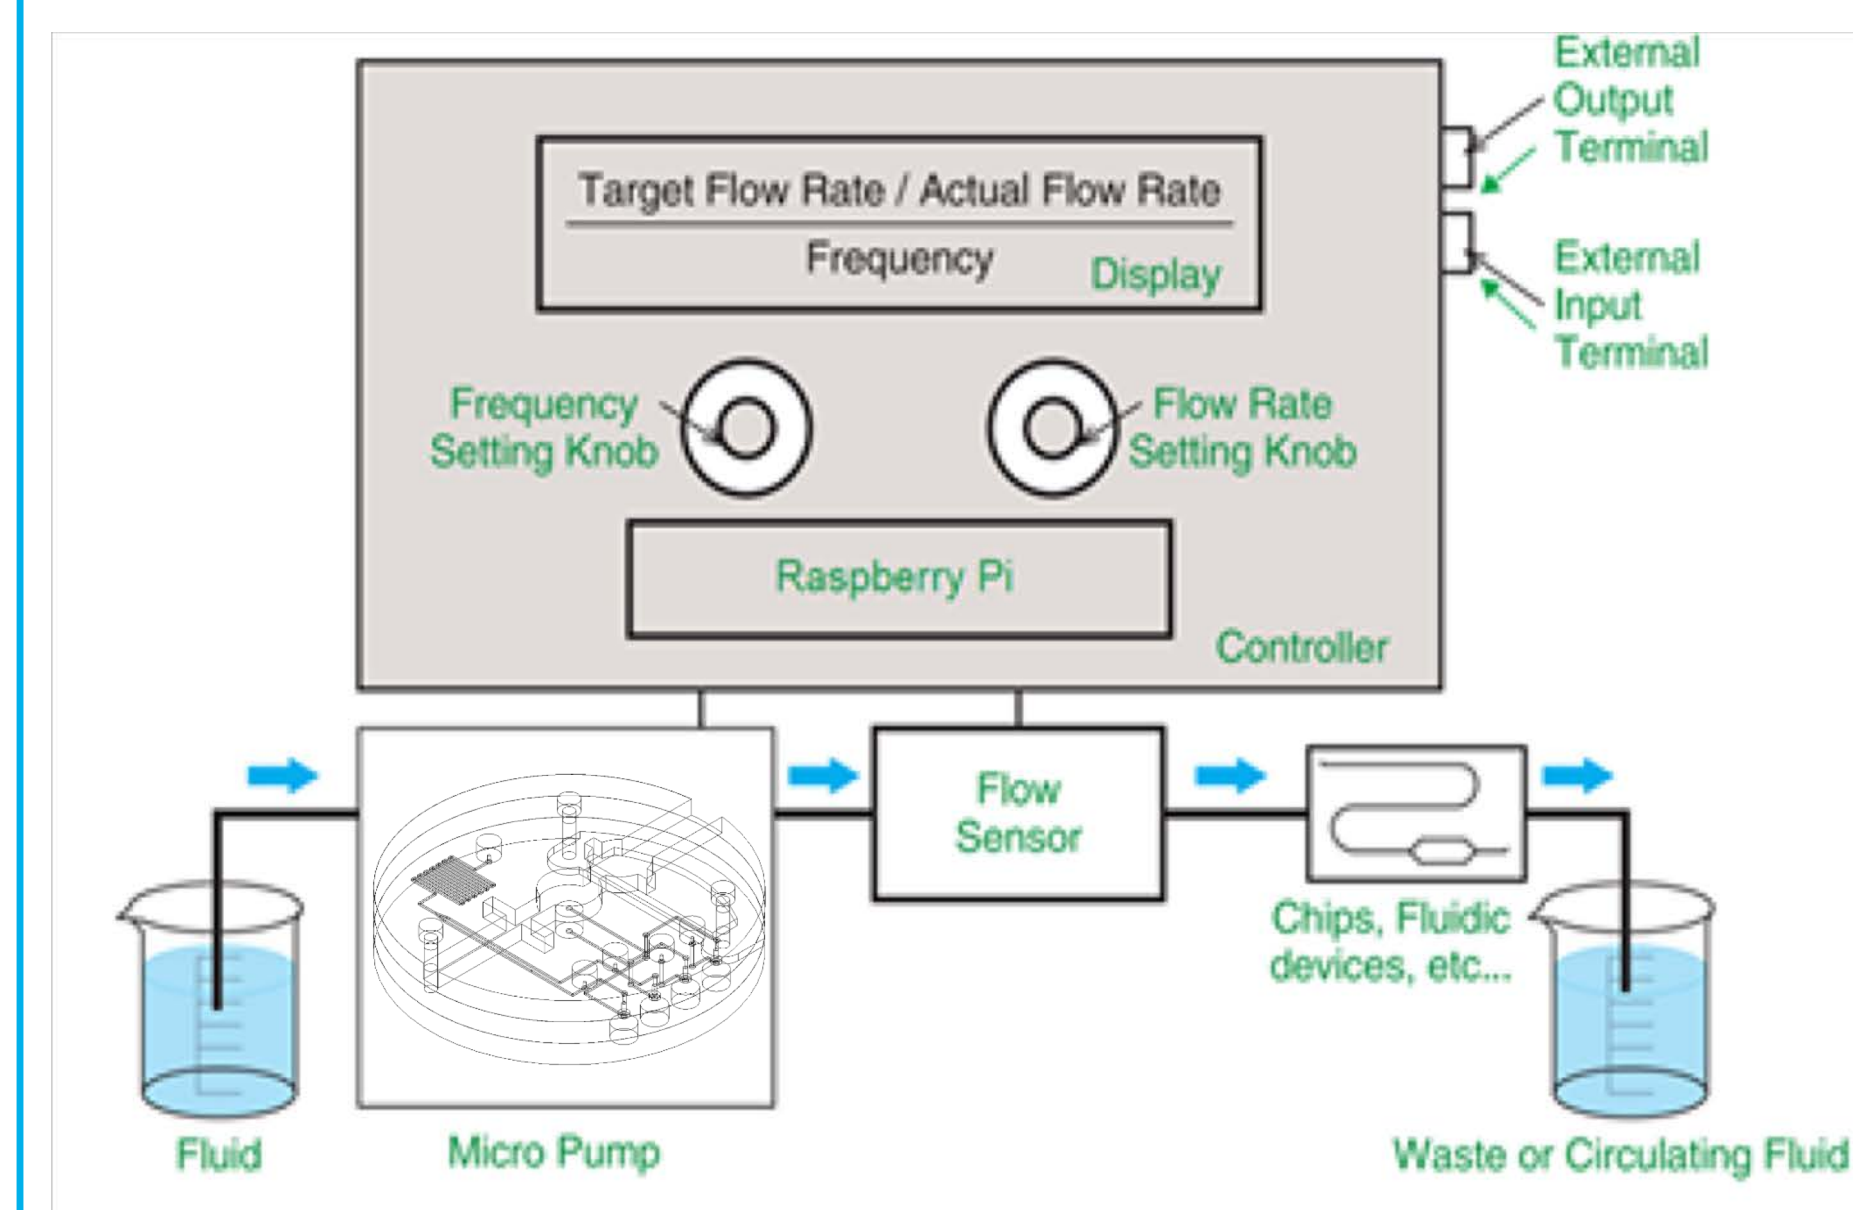 External
Output
Terminal
Target Flow Rate / Actual Flow Rate
Frequency
Display
External
Input
Terminal
Frequency
Setting Knob
Flow Rate
Setting Knob
Raspberry Pi
Controller
Flow
Sensor
Chips, Fluidic
devices, etc...
Fluid
Micro Pump
Waste or Circulating Fluid